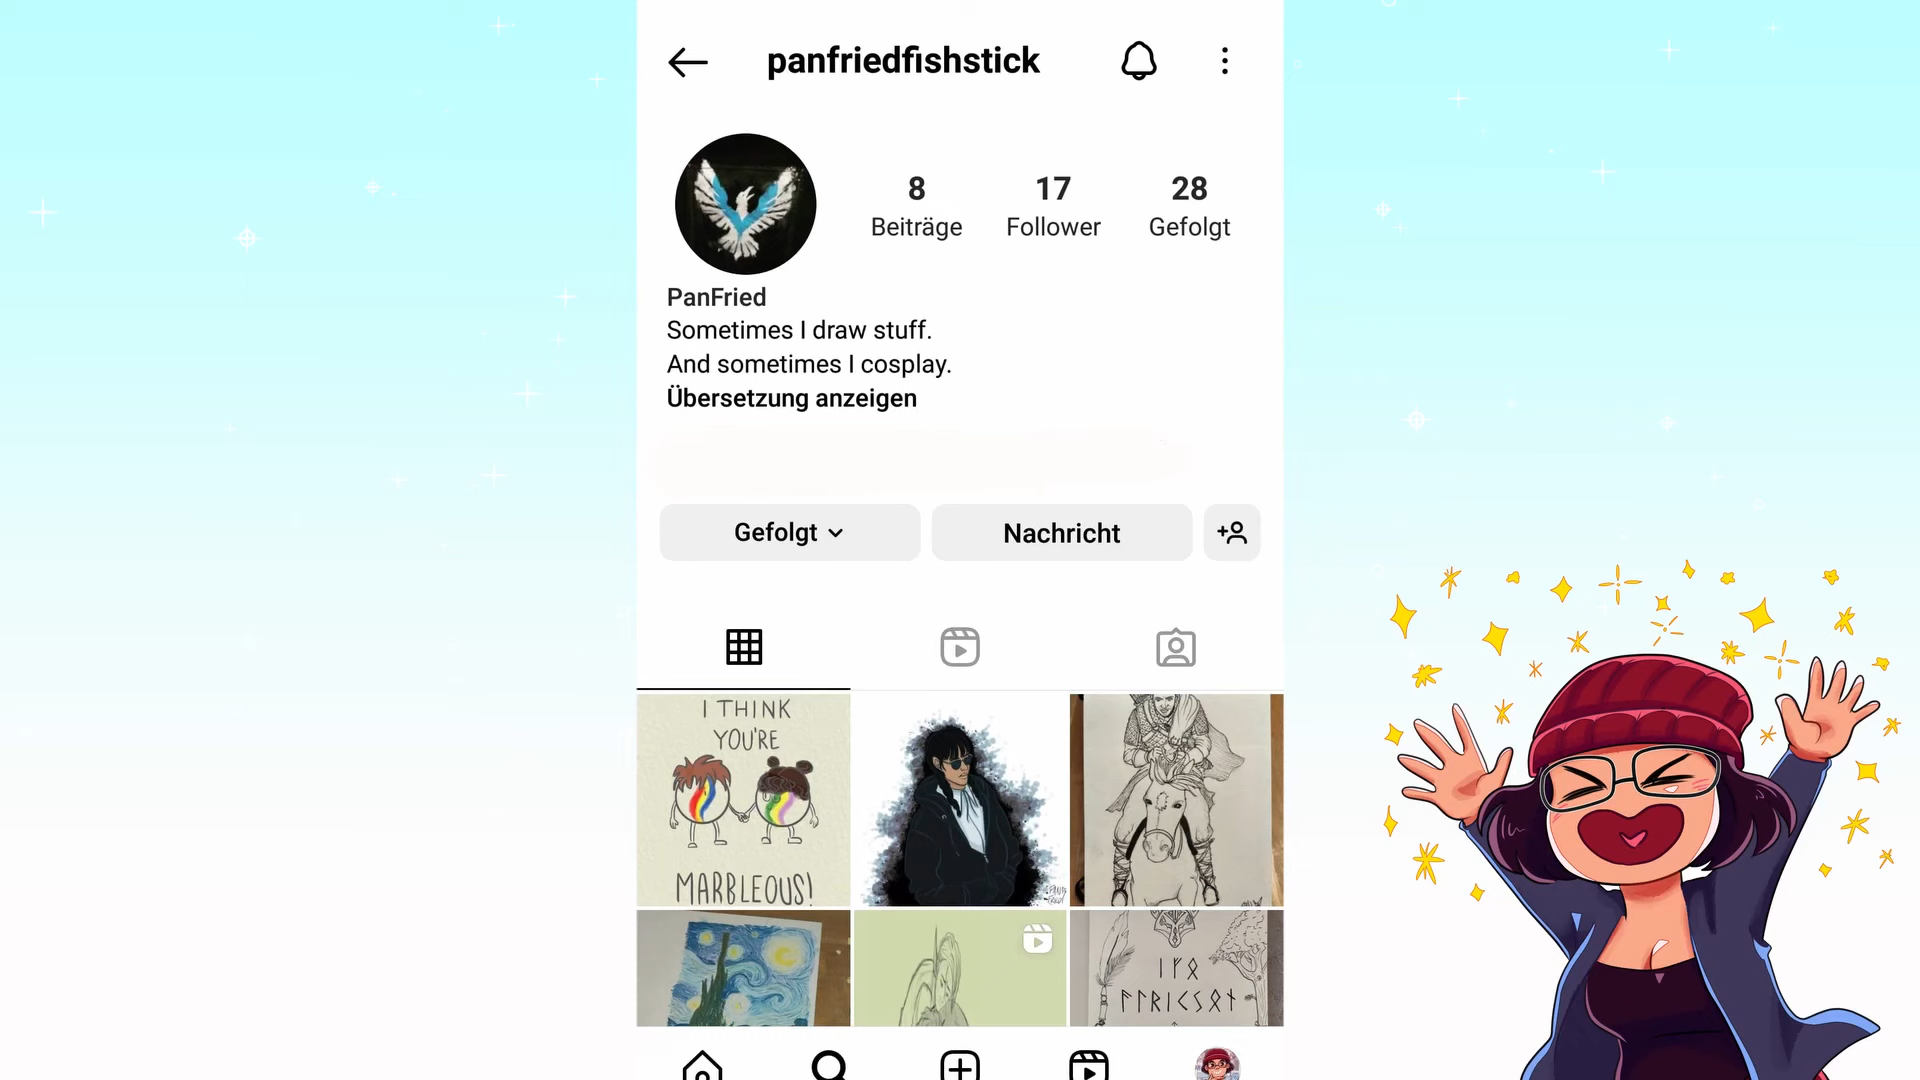 panfriedfishstick
8
17
28
Beiträge
Follower
Gefolgt
PanFried
Sometimes I draw stuff.
And sometimes I cosplay.
Übersetzung anzeigen
Gefolgt
Nachricht
I THINK
YOU'RE
MARBLEOUS!